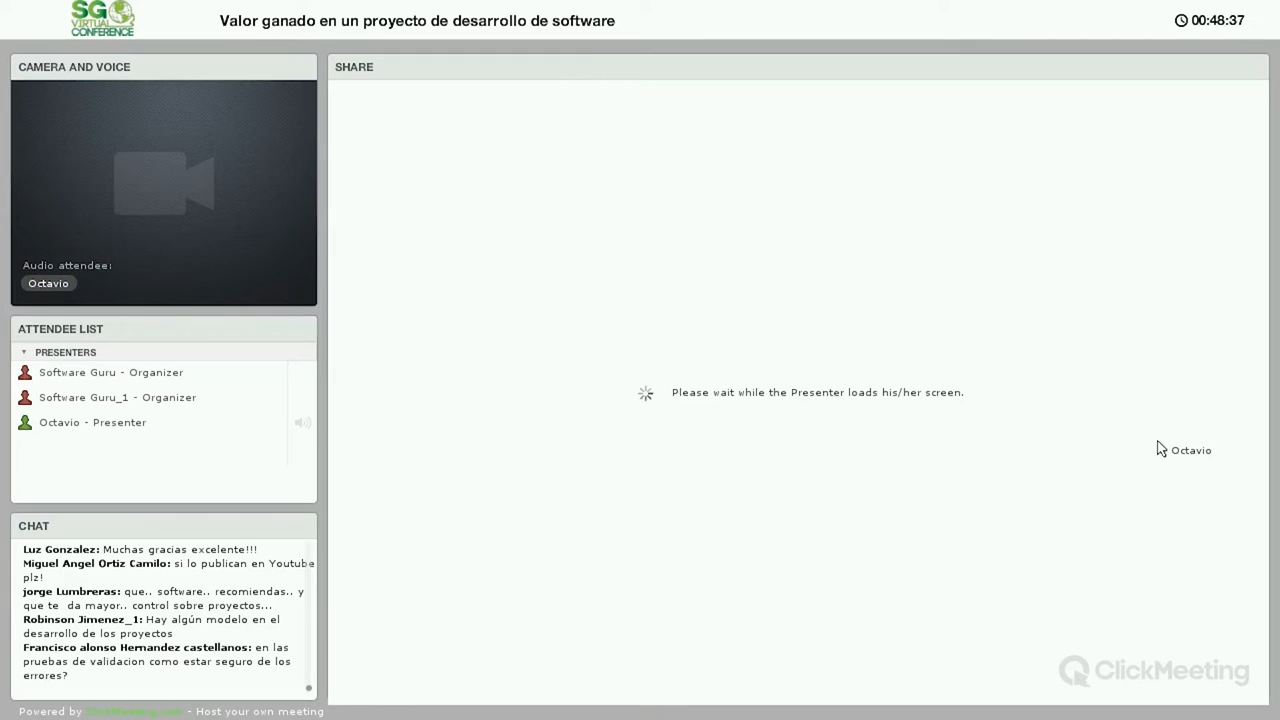 SG
VIRTUAL
CONFERENCE
Valor ganado en un proyecto de desarrollo de software
00:48:37
CAMERA AND VOICE
Audio attendee:
Octavio
ATTENDEE LIST
PRESENTERS
Software Guru - Organizer
Software Guru_1 - Organizer
Octavio - Presenter
CHAT
Luz Gonzalez: Muchas gracias excelente!!!
Miguel Angel Ortiz Camilo: si lo publican en Youtube
plz!
jorge Lumbreras: que.. software.. recomiendas.. y
que te da mayor.. control sobre proyectos...
Robinson Jimenez_1: Hay algún modelo en el
desarrollo de los proyectos
Francisco alonso Hernandez castellanos: en las
pruebas de validacion como estar seguro de los
errores?
Powered by ClickMeeting.com - Host your own meeting
SHARE
Please wait while the Presenter loads his/her screen.
Octavio
ClickMeeting